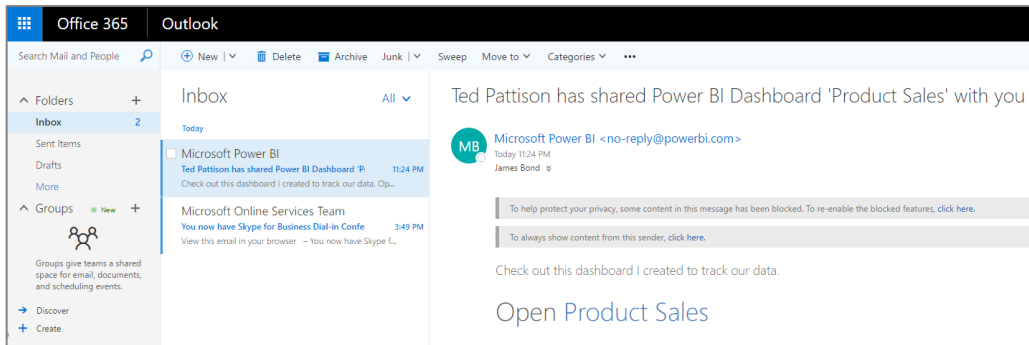 Office 365 Outlook
Search Mail and People New Delete Archive Junk Sweep Move to Categories •••
Folders +
Inbox 2
Sent Items
Drafts
More
Groups New +
Groups give teams a shared
space for email, documents,
and scheduling events.
Discover
+ Create
Inbox All
Today
Microsoft Power BI
Ted Pattison has shared Power BI Dashboard 'P 11:24 PM
Check out this dashboard I created to track our data. Op...
Microsoft Online Services Team
You now have Skype for Business Dial-in Confe 3:49 PM
View this email in your browser – You now have Skype f...
Ted Pattison has shared Power BI Dashboard 'Product Sales' with you
MB
Microsoft Power BI <no-reply@powerbi.com>
Today 11:24 PM
James Bond
To help protect your privacy, some content in this message has been blocked. To re-enable the blocked features, click here.
To always show content from this sender, click here.
Check out this dashboard I created to track our data.
Open Product Sales